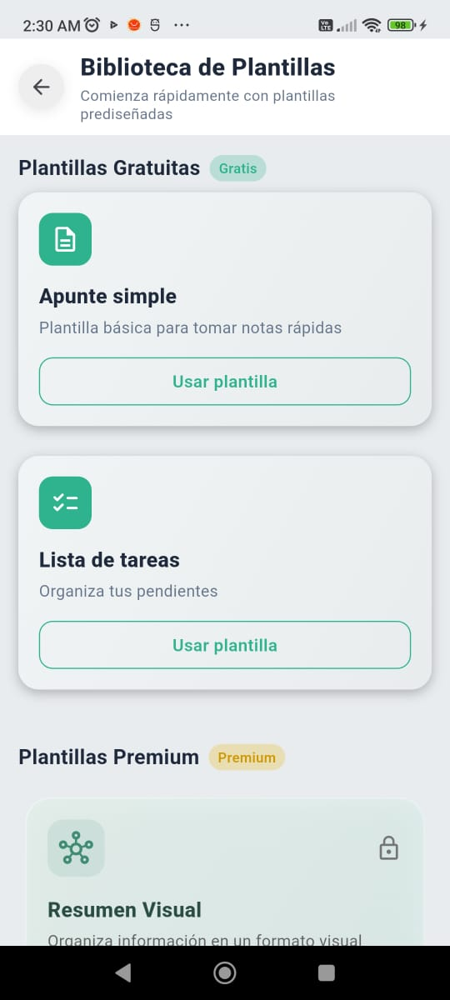 2:30 AM
Vo LTE
98
Biblioteca de Plantillas
Comienza rápidamente con plantillas
prediseñadas
Plantillas Gratuitas Gratis
Apunte simple
Plantilla básica para tomar notas rápidas
Usar plantilla
Lista de tareas
Organiza tus pendientes
Usar plantilla
Plantillas Premium Premium
Resumen Visual
Organiza información en un formato visual